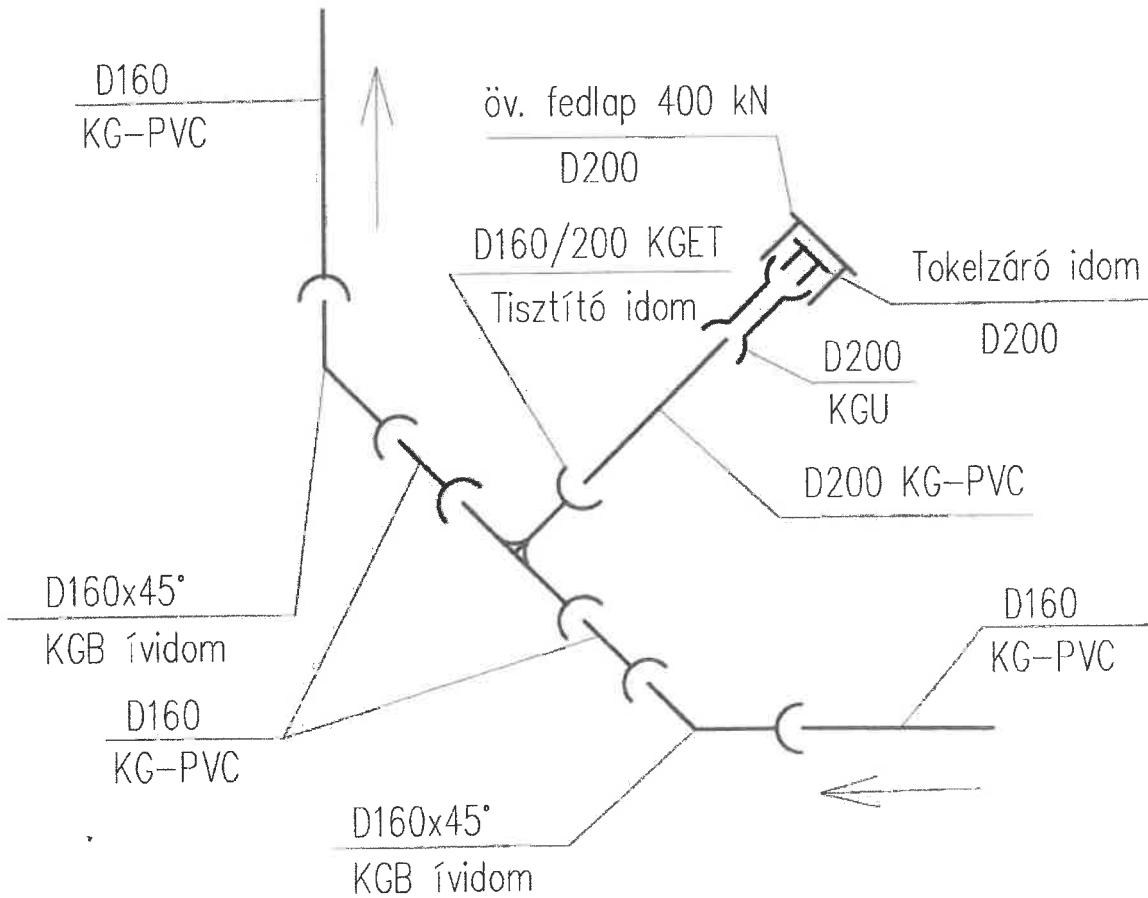 D160
KG-PVC
öv. fedlap 400 kN
D200
D160/200 KGET
Tisztító idom
Tokelzáró idom
D200
D200
KGU
D200 KG-PVC
D160x45°
KGB ívidom
D160
KG-PVC
D160
KG-PVC
D160x45°
KGB ívidom